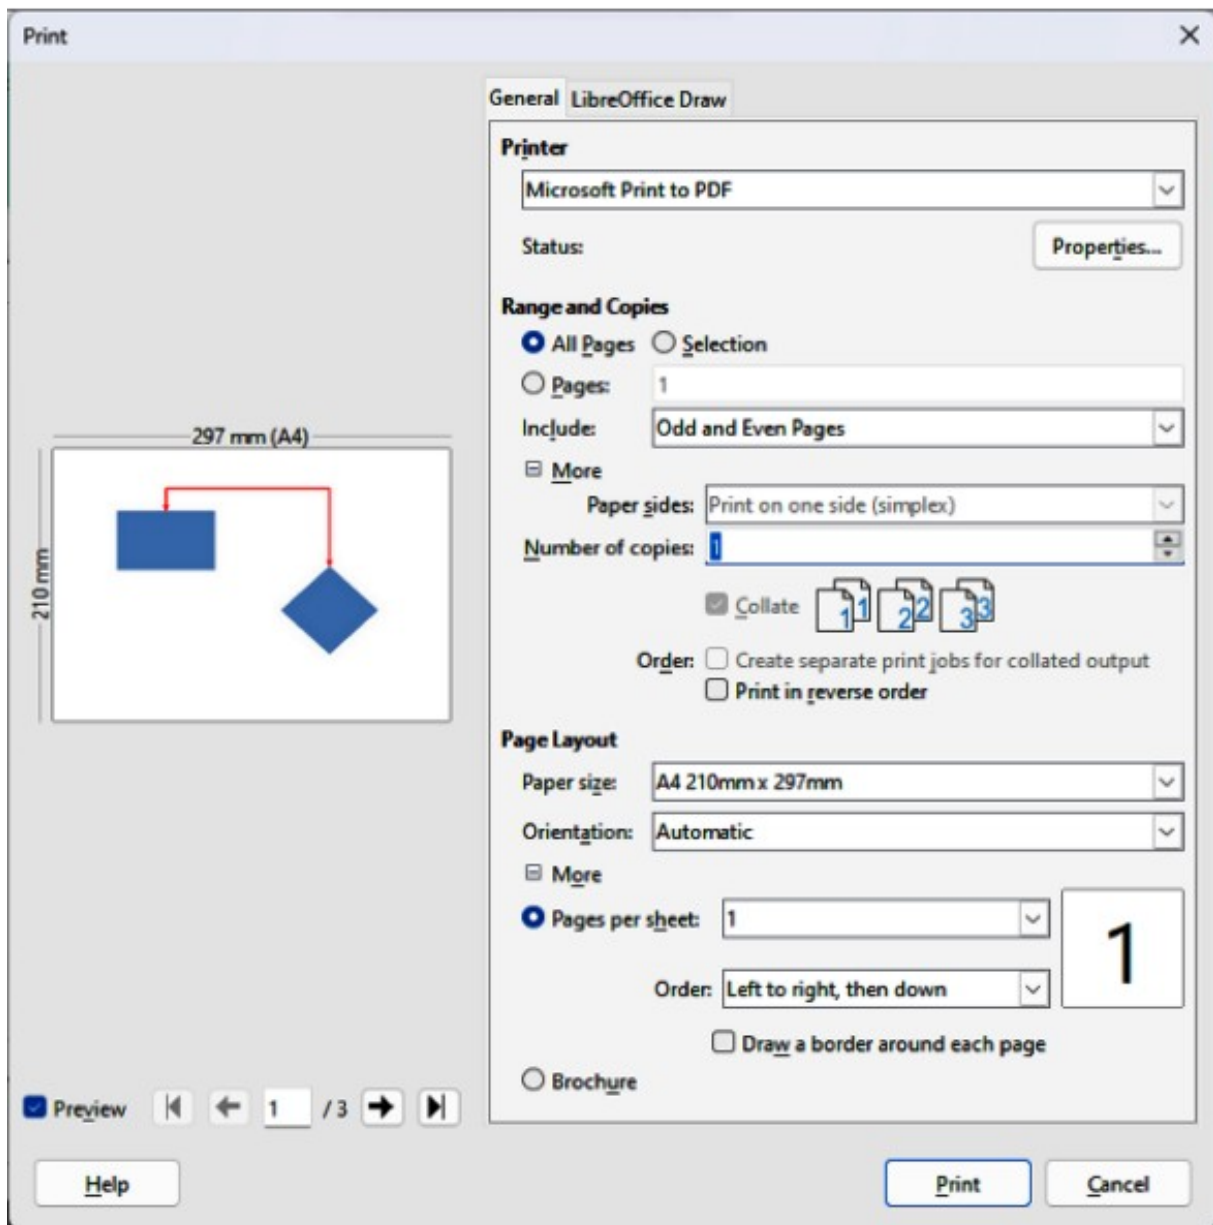 Print
General LibreOffice Draw
Printer
Microsoft Print to PDF
Status: Properties...
Range and Copies
All Pages Selection
Pages: 1
Include: Odd and Even Pages
More
Paper sides: Print on one side (simplex)
Number of copies: 1
Collate 1 1 2 2 3 3
Order: Create separate print jobs for collated output
Print in reverse order
Page Layout
Paper size: A4 210mm x 297mm
Orientation: Automatic
More
Pages per sheet: 1
1
Order: Left to right, then down
Draw a border around each page
Brochure
297 mm (A4)
210 mm
Preview 1 / 3
Help Print Cancel